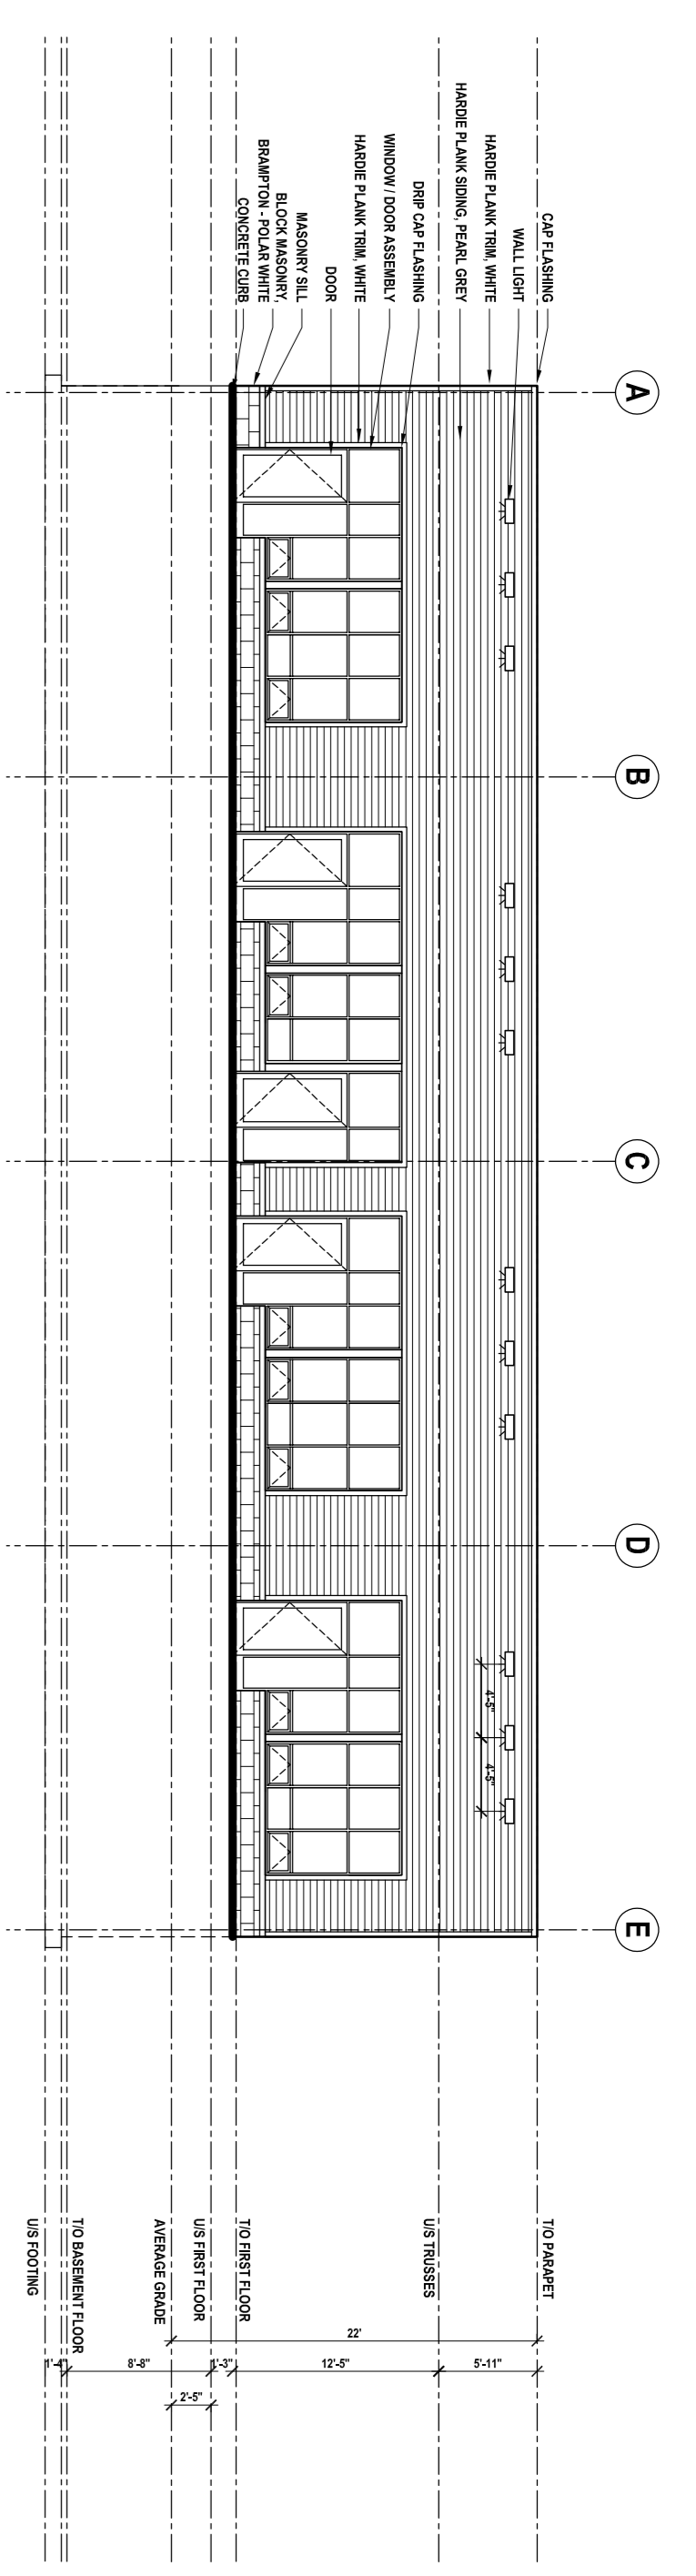 A
B
C
D
E
CAP FLASHING
WALL LIGHT
HARDIE PLANK TRIM, WHITE
HARDIE PLANK SIDING, PEARL GREY
DRIP CAP FLASHING
WINDOW / DOOR ASSEMBLY
HARDIE PLANK TRIM, WHITE
DOOR
MASONRY SILL
BLOCK MASONRY,
BRAMPTON - POLAR WHITE
CONCRETE CURB
4'-5"
4'-5"
T/O PARAPET
U/S TRUSSES
T/O FIRST FLOOR
U/S FIRST FLOOR
AVERAGE GRADE
T/O BASEMENT FLOOR
U/S FOOTING
22'
5'-11"
12'-5"
1'-3"
8'-8"
1'-4"
2'-5"